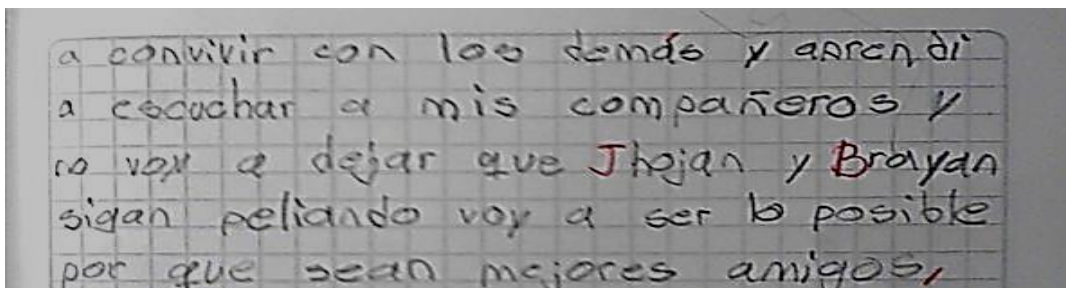 a convivir con los demás y aprendi
a escuchar a mis compañeros y
no voy a dejar que Jhojan y Brayan
sigan peliando voy a ser lo posible
por que sean mejores amigos,